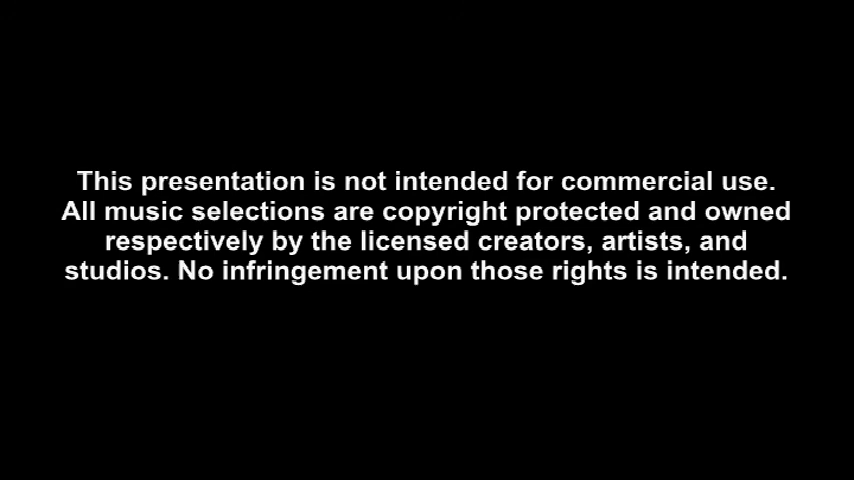 This presentation is not intended for commercial use.
All music selections are copyright protected and owned
respectively by the licensed creators, artists, and
studios. No infringement upon those rights is intended.